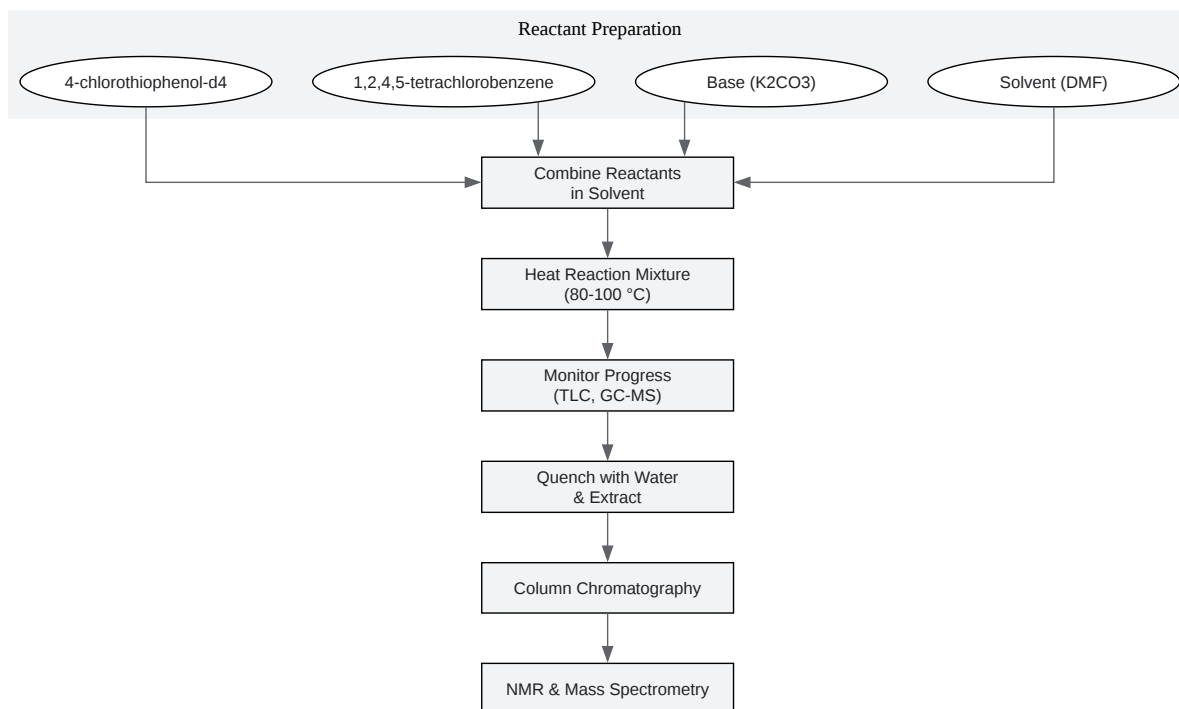 Reactant Preparation
4-chlorothiophenol-d4
1,2,4,5-tetrachlorobenzene
Base (K2CO3)
Solvent (DMF)
Combine Reactants
in Solvent
Heat Reaction Mixture
(80-100 °C)
Monitor Progress
(TLC, GC-MS)
Quench with Water
& Extract
Column Chromatography
NMR & Mass Spectrometry